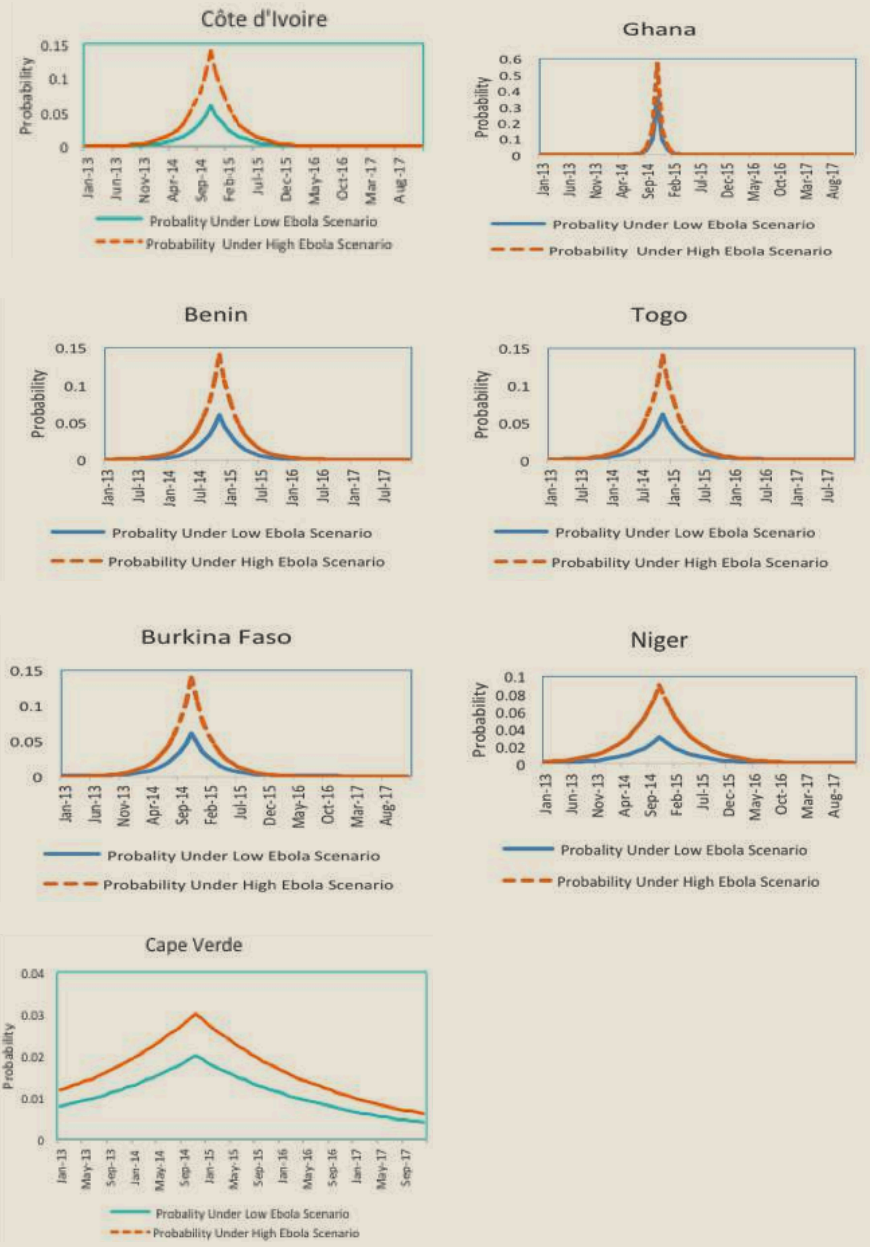 Côte d'Ivoire
Probability
0.15
0.1
0.05
0
Jan-13 Jun-13 Nov-13 Apr-14 Sep-14 Feb-15 Jul-15 Dec-15 May-16 Oct-16 Mar-17 Aug-17
Probality Under Low Ebola Scenario
Probability Under High Ebola Scenario
Ghana
Probability
0.6
0.5
0.4
0.3
0.2
0.1
0
Jan-13 Jun-13 Nov-13 Apr-14 Sep-14 Feb-15 Jul-15 Dec-15 May-16 Oct-16 Mar-17 Aug-17
Probality Under Low Ebola Scenario
Probability Under High Ebola Scenario
Benin
Probability
0.15
0.1
0.05
0
Jan-13 Jul-13 Jan-14 Jul-14 Jan-15 Jul-15 Jan-16 Jul-16 Jan-17 Jul-17
Probality Under Low Ebola Scenario
Probability Under High Ebola Scenario
Togo
Probability
0.15
0.1
0.05
0
Jan-13 Jul-13 Jan-14 Jul-14 Jan-15 Jul-15 Jan-16 Jul-16 Jan-17 Jul-17
Probality Under Low Ebola Scenario
Probability Under High Ebola Scenario
Burkina Faso
Probability
0.15
0.1
0.05
0
Jan-13 Jun-13 Nov-13 Apr-14 Sep-14 Feb-15 Jul-15 Dec-15 May-16 Oct-16 Mar-17 Aug-17
Probality Under Low Ebola Scenario
Probability Under High Ebola Scenario
Niger
Probability
0.1
0.08
0.06
0.04
0.02
0
Jan-13 Jun-13 Nov-13 Apr-14 Sep-14 Feb-15 Jul-15 Dec-15 May-16 Oct-16 Mar-17 Aug-17
Probality Under Low Ebola Scenario
Probability Under High Ebola Scenario
Cape Verde
Probability
0.04
0.03
0.02
0.01
0
Jan-13 May-13 Sep-13 Jan-14 May-14 Sep-14 Jan-15 May-15 Sep-15 Jan-16 May-16 Sep-16 Jan-17 May-17 Sep-17
Probality Under Low Ebola Scenario
Probability Under High Ebola Scenario